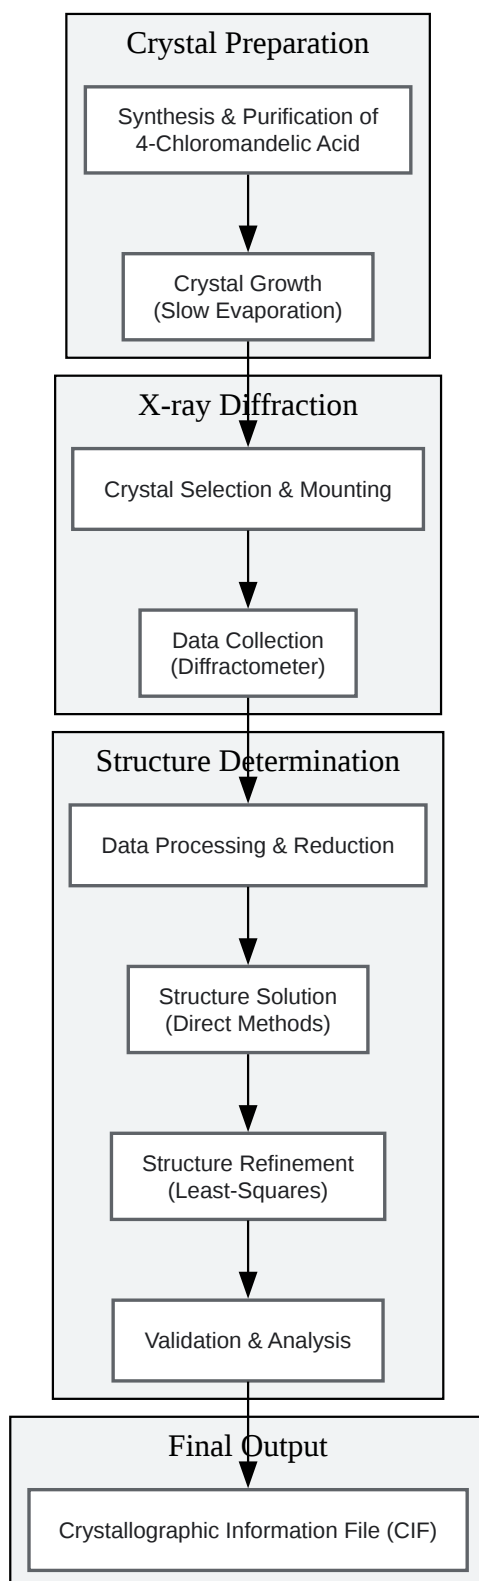 Crystal Preparation
Synthesis & Purification of
4-Chloromandelic Acid
Crystal Growth
(Slow Evaporation)
X-ray Diffraction
Crystal Selection & Mounting
Data Collection
(Diffractometer)
Structure Determination
Data Processing & Reduction
Structure Solution
(Direct Methods)
Structure Refinement
(Least-Squares)
Validation & Analysis
Final Output
Crystallographic Information File (CIF)